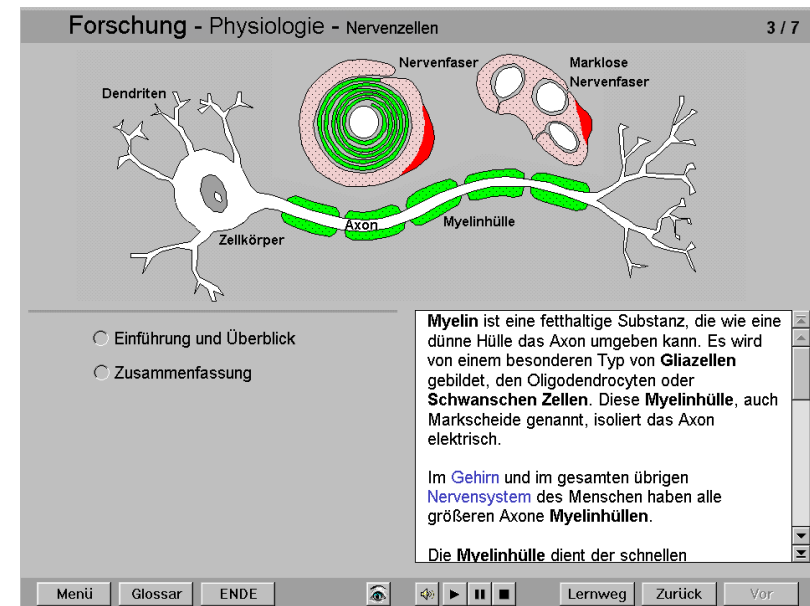 Forschung - Physiologie - Nervenzellen
3 / 7
Nervenfaser
Marklose
Nervenfaser
Dendriten
Axon
Myelinhülle
Zellkörper
Einführung und Überblick
Zusammenfassung
Myelin ist eine fetthaltige Substanz, die wie eine
dünne Hülle das Axon umgeben kann. Es wird
von einem besonderen Typ von Gliazellen
gebildet, den Oligodendrocyten oder
Schwanschen Zellen. Diese Myelinhülle, auch
Markscheide genannt, isoliert das Axon
elektrisch.
Im Gehirn und im gesamten übrigen
Nervensystem des Menschen haben alle
größeren Axone Myelinhüllen.
Die Myelinhülle dient der schnellen
Menü
Glossar
ENDE
Lernweg
Zurück
Vor